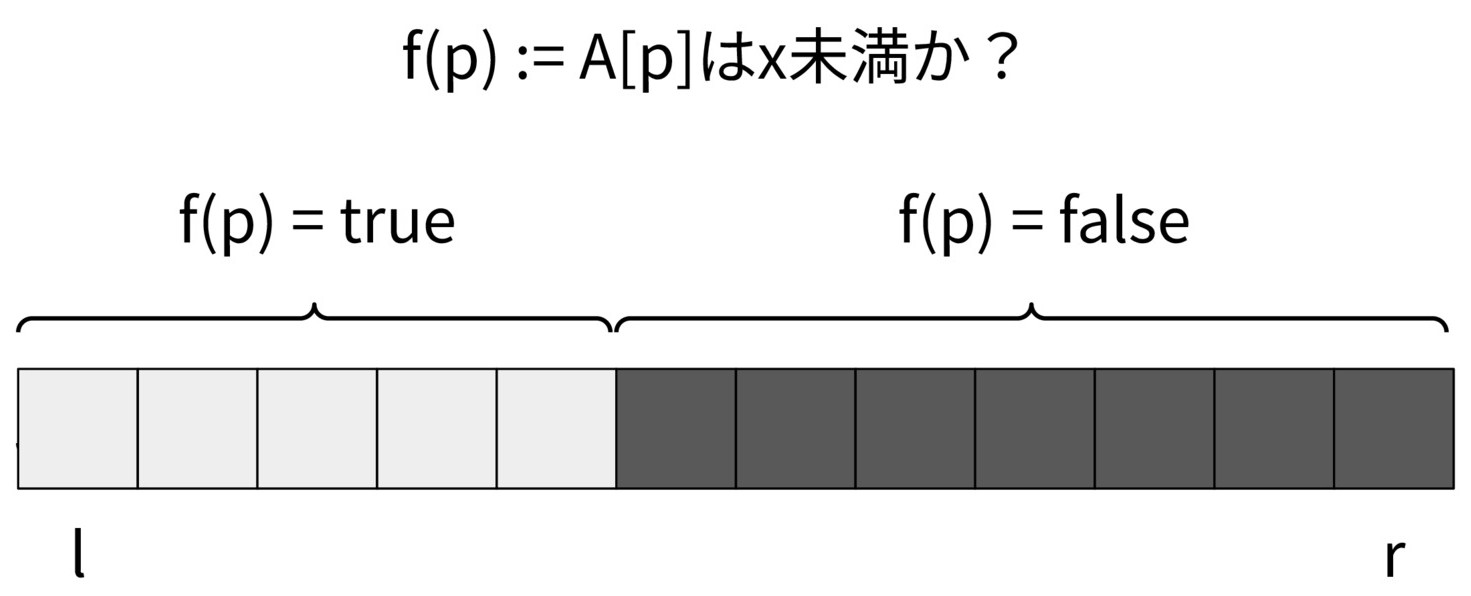 f(p) := A[p]はx未満か？
f(p) = true
f(p) = false
l
r